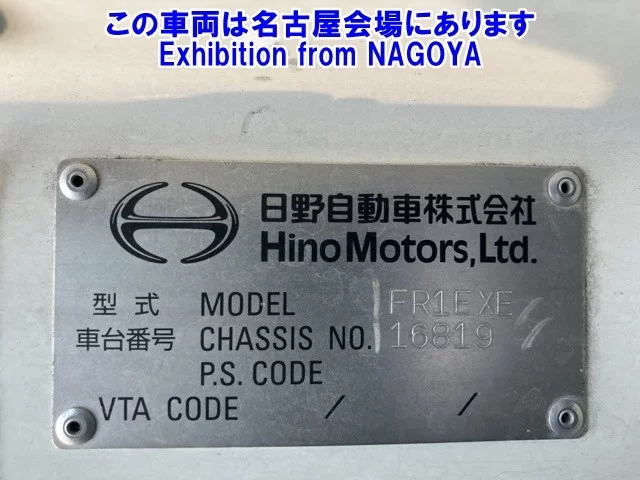 この車両は名古屋会場にあります
Exhibition from NAGOYA
日野自動車株式会社
Hino Motors, Ltd.
型式 MODEL FR1EXE
車台番号 CHASSIS NO. 16819
P.S. CODE
VTA CODE / /